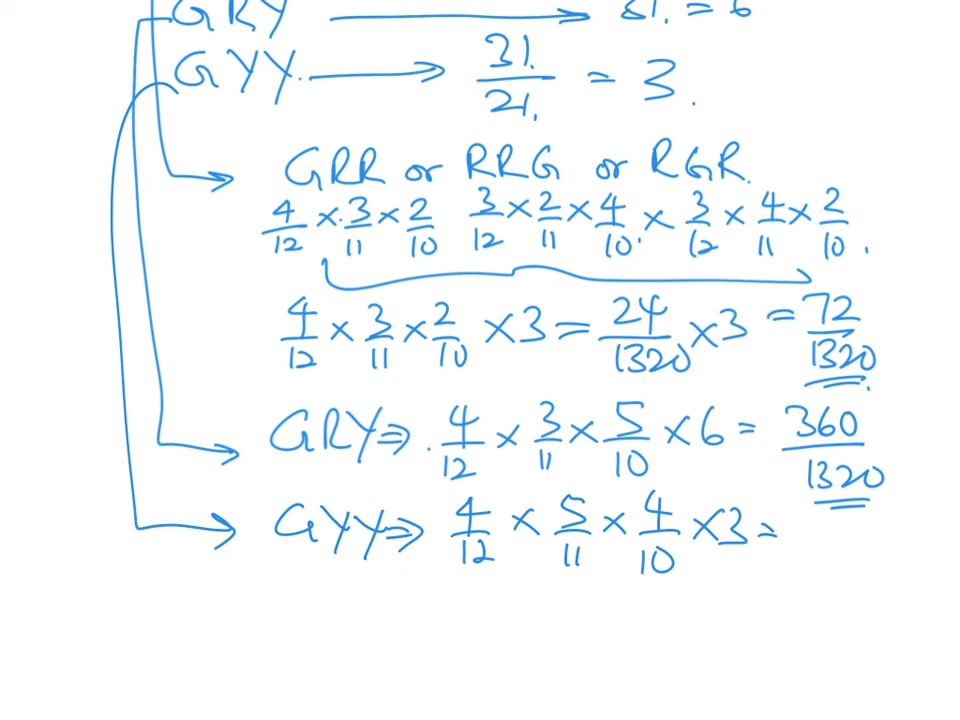 GRY → 3!. = 6
GYY. → 3!/2!. = 3.
GRR or RRG or RGR.
4/12 ×. 3/11 × 2/10 3/12 × 2/11 × 4/10. × 3/12 × 4/11 × 2/10.
4/12 × 3/11 × 2/10 × 3 = 24/1320 × 3 = 72/1320.
GRY ⇒ . 4/12 × 3/11 × 5/10 × 6 = 360/1320
GYY ⇒ 4/12 × 5/11 × 4/10 × 3 =